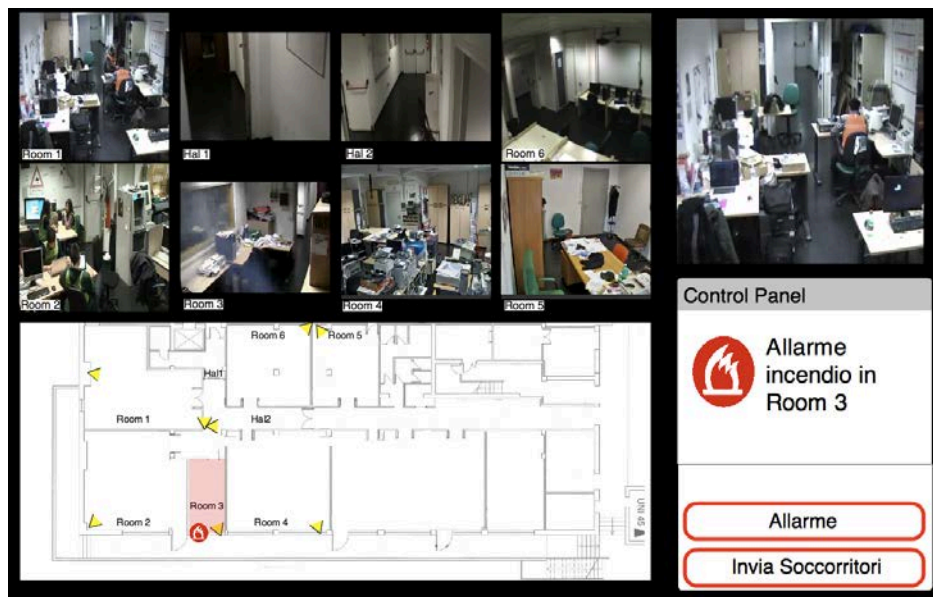 Room 1
Hal 1
Hal 2
Room 6
Room 2
Room 3
Room 4
Room 5
Control Panel
Allarme
incendio in
Room 3
Room 6
Room 5
Hal1
Room 1
Hal2
Room 3
Room 2
Room 4
UNI 45
Allarme
Invia Soccorritori